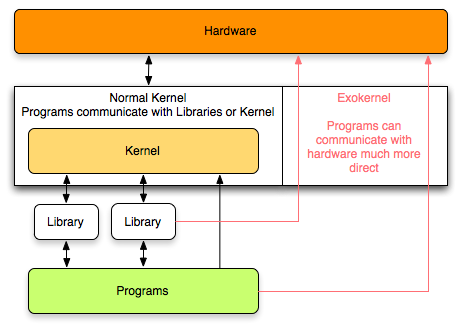 Hardware
Normal Kernel
Programs communicate with Libraries or Kernel
Kernel
Exokernel
Programs can
communicate with
hardware much more
direct
Library
Library
Programs